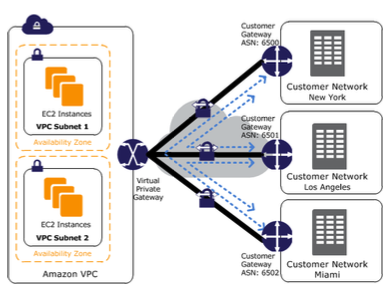 Customer
Gateway
ASN: 6500
Customer Network
New York
EC2 Instances
VPC Subnet 1
Availability Zone
Customer
Gateway
ASN: 6501
Customer Network
Los Angeles
Virtual
Private
Gateway
EC2 Instances
VPC Subnet 2
Availability Zone
Amazon VPC
Customer
Gateway
ASN: 6502
Customer Network
Miami